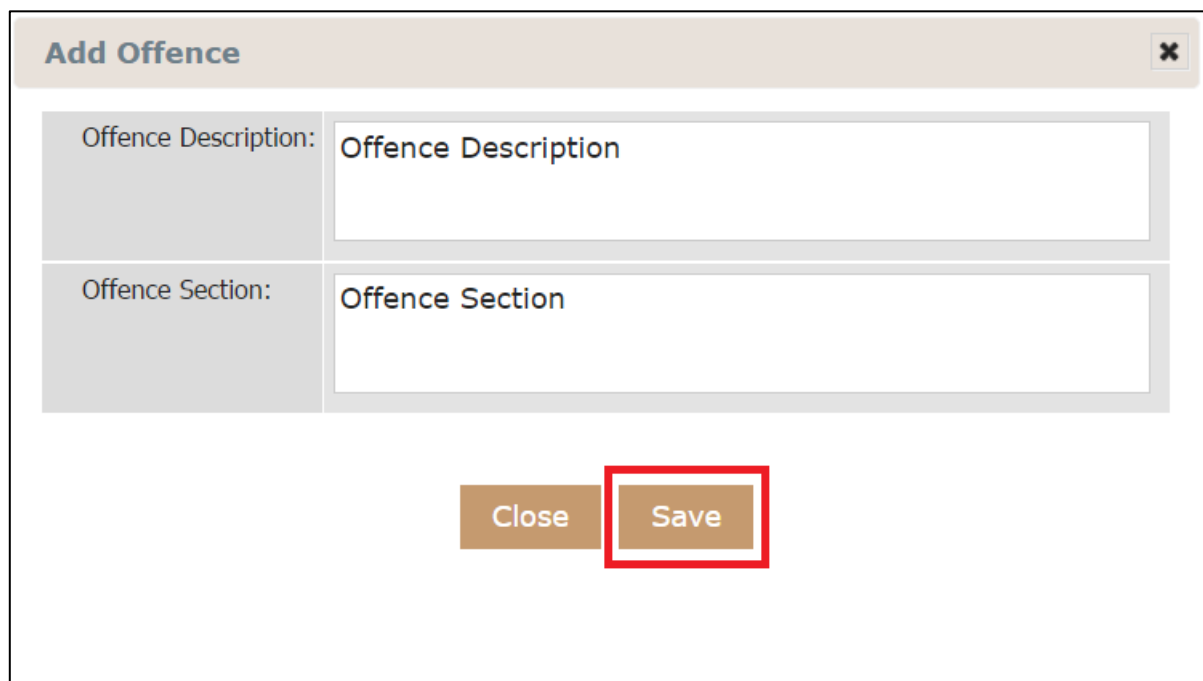 Add Offence
Offence Description:
Offence Description
Offence Section:
Offence Section
Close
Save